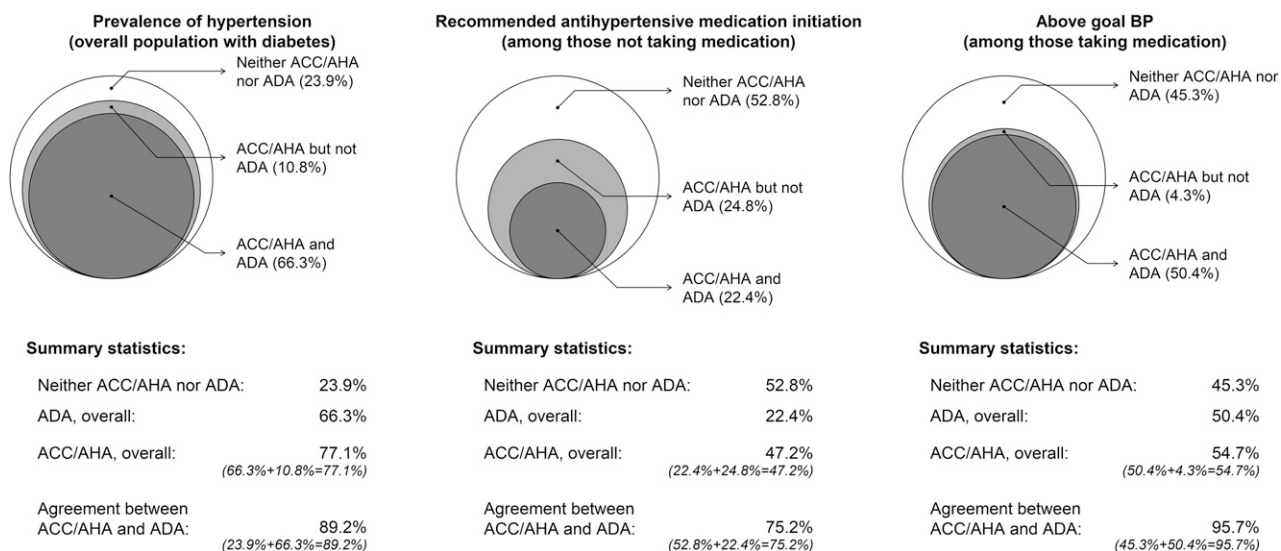 Prevalence of hypertension
(overall population with diabetes)
Neither ACC/AHA
nor ADA (23.9%)
ACC/AHA but not
ADA (10.8%)
ACC/AHA and
ADA (66.3%)
Summary statistics:
Neither ACC/AHA nor ADA: 23.9%
ADA, overall: 66.3%
ACC/AHA, overall: 77.1%
(66.3%+10.8%=77.1%)
Agreement between
ACC/AHA and ADA: 89.2%
(23.9%+66.3%=89.2%)
Recommended antihypertensive medication initiation
(among those not taking medication)
Neither ACC/AHA
nor ADA (52.8%)
ACC/AHA but not
ADA (24.8%)
ACC/AHA and
ADA (22.4%)
Summary statistics:
Neither ACC/AHA nor ADA: 52.8%
ADA, overall: 22.4%
ACC/AHA, overall: 47.2%
(22.4%+24.8%=47.2%)
Agreement between
ACC/AHA and ADA: 75.2%
(52.8%+22.4%=75.2%)
Above goal BP
(among those taking medication)
Neither ACC/AHA nor
ADA (45.3%)
ACC/AHA but not
ADA (4.3%)
ACC/AHA and
ADA (50.4%)
Summary statistics:
Neither ACC/AHA nor ADA: 45.3%
ADA, overall: 50.4%
ACC/AHA, overall: 54.7%
(50.4%+4.3%=54.7%)
Agreement between
ACC/AHA and ADA: 95.7%
(45.3%+50.4%=95.7%)